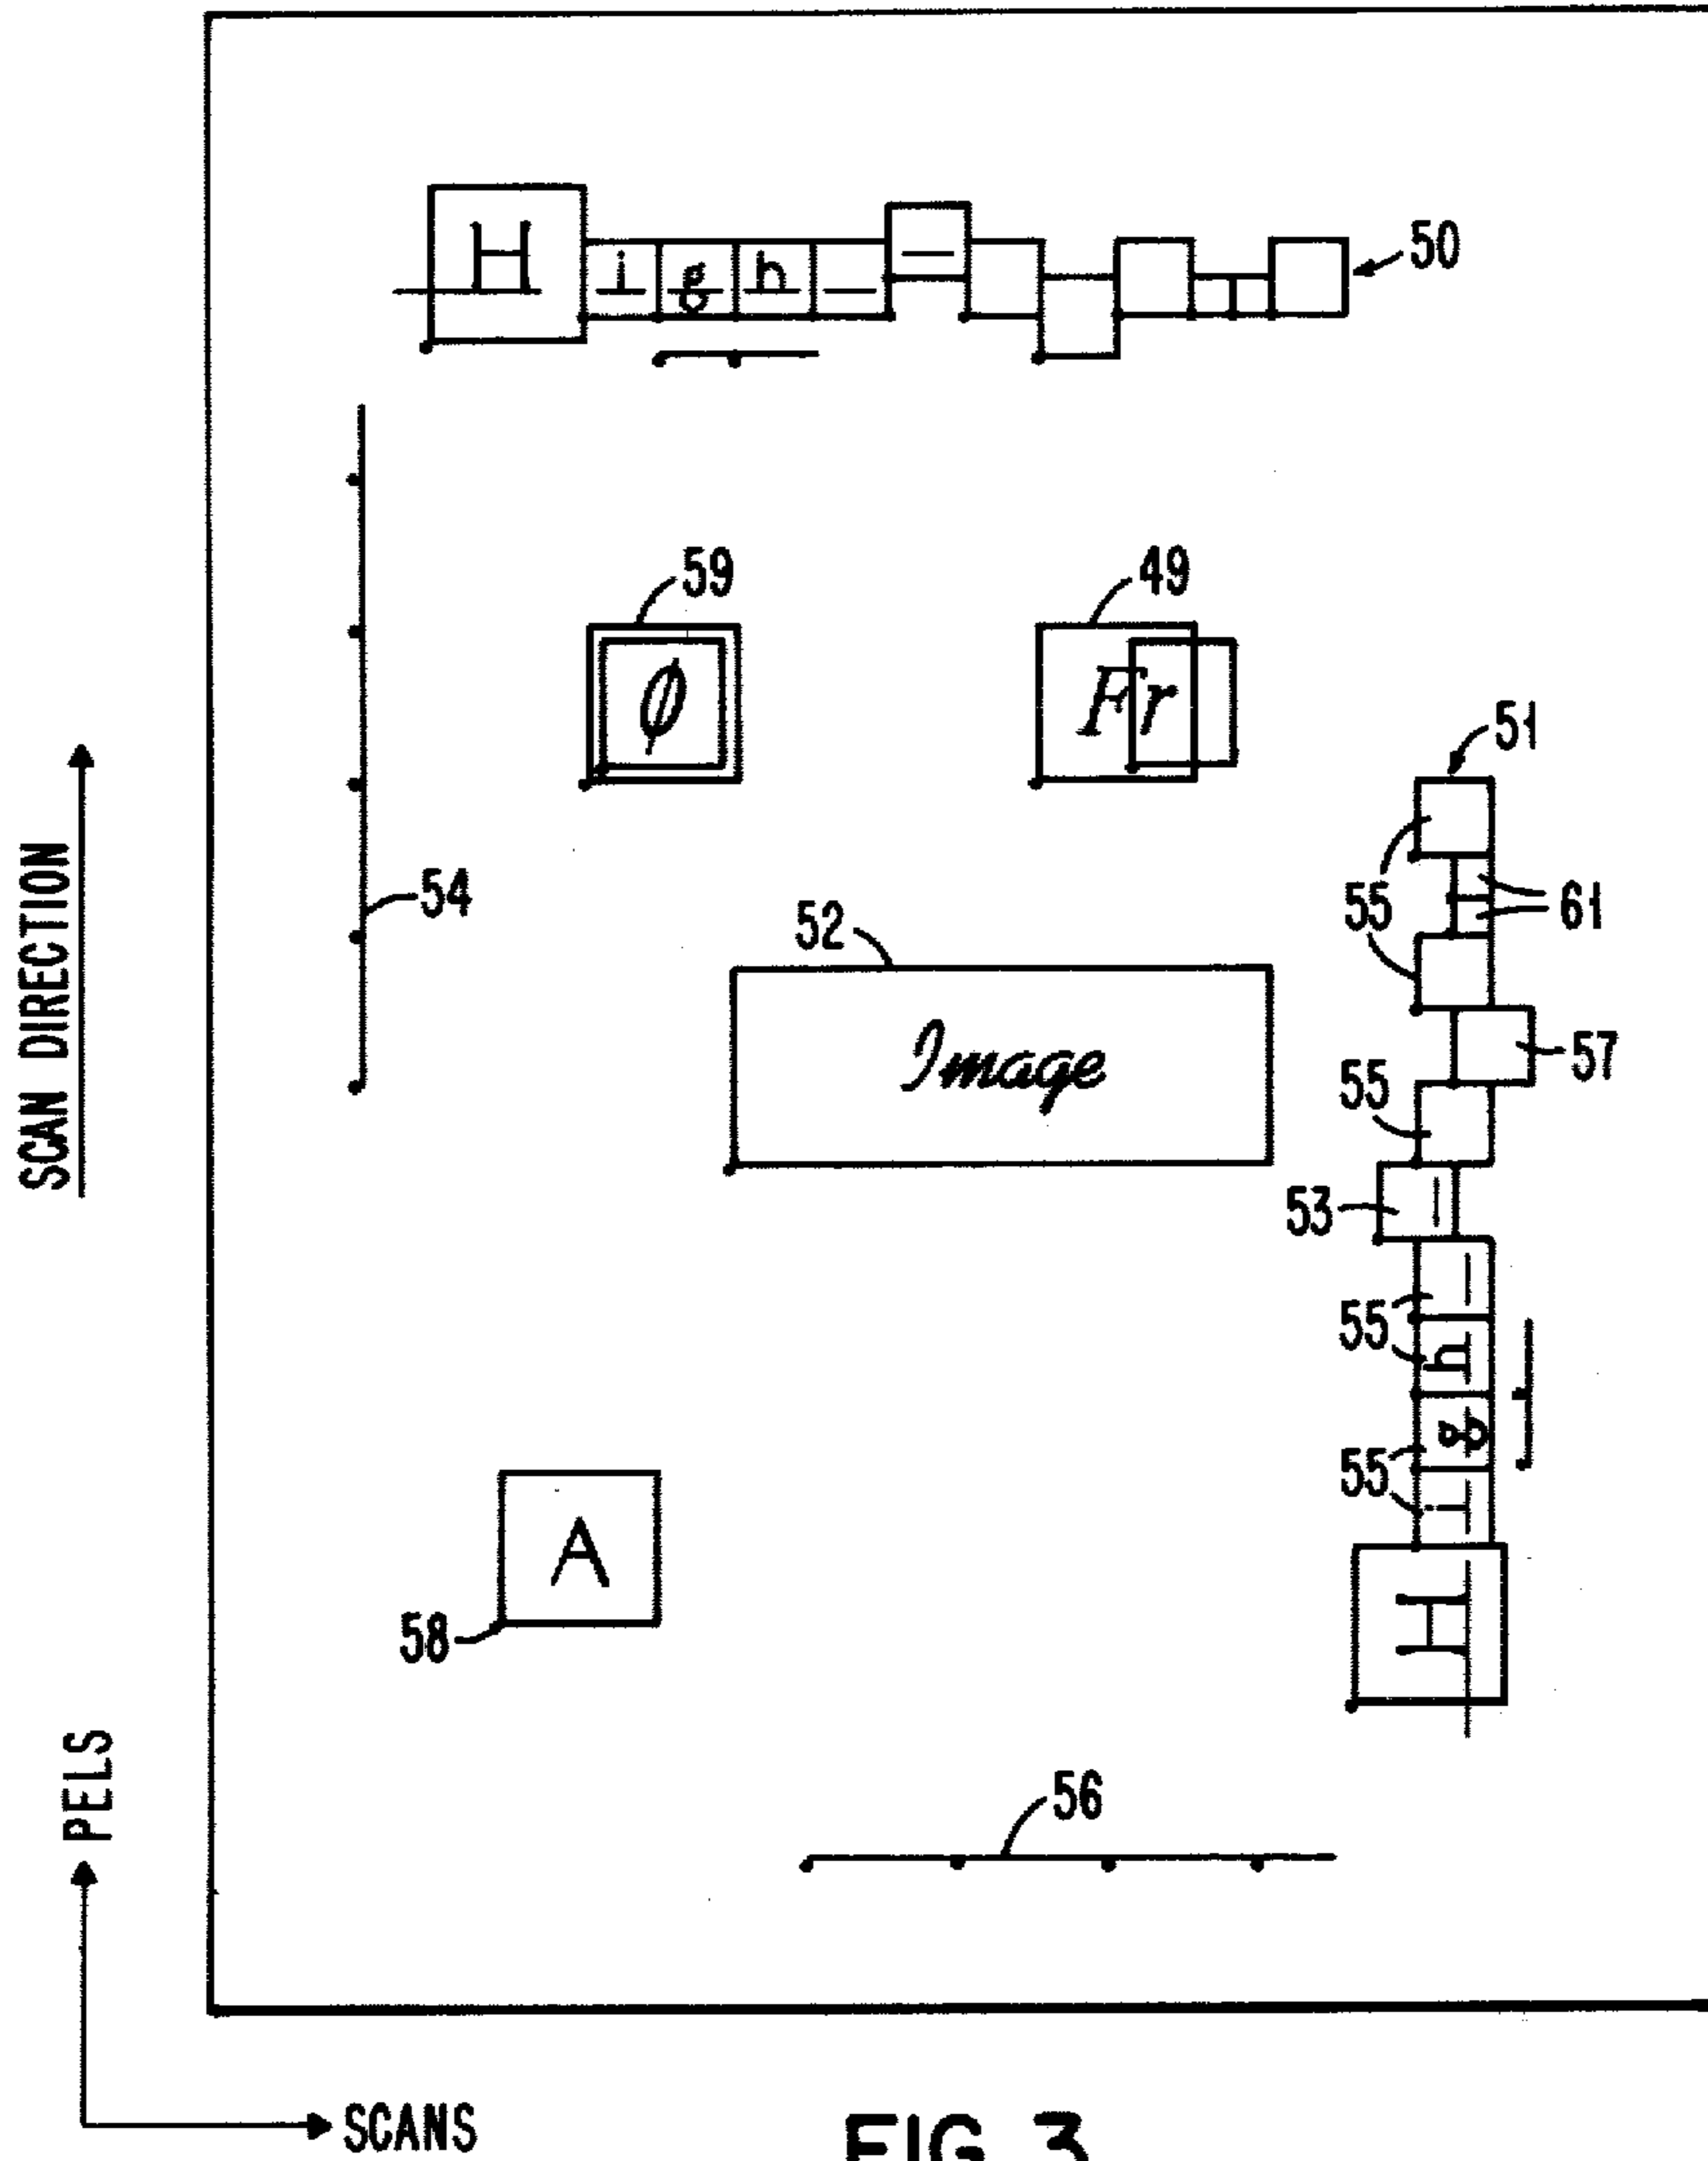 H i g h
50
59
49
Ø
Fr
51
SCAN DIRECTION
54
55
61
52
Image
57
55
53
55
h
g
55
i
A
58
H
PELS
56
SCANS
FIG. 3